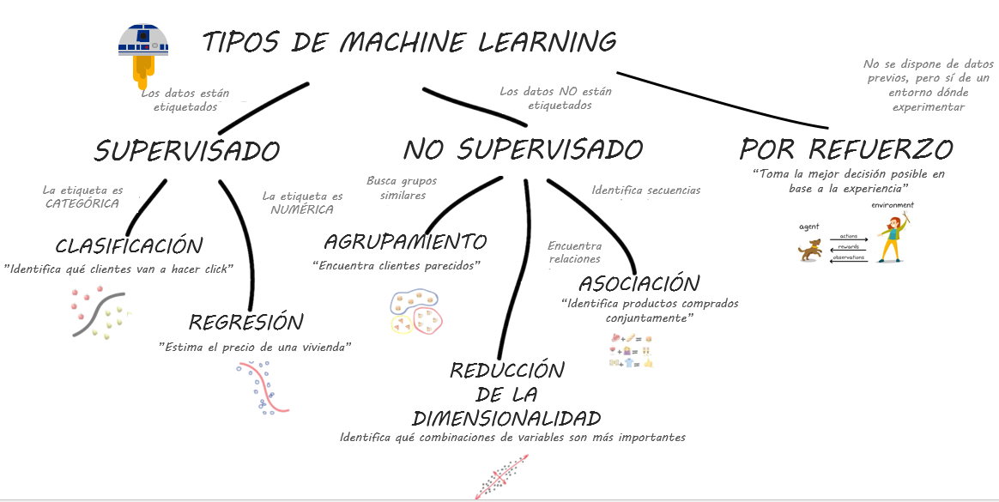 TIPOS DE MACHINE LEARNING
Los datos están
etiquetados
Los datos NO están
etiquetados
No se dispone de datos
previos, pero sí de un
entorno dónde
experimentar
SUPERVISADO
NO SUPERVISADO
POR REFUERZO
"Toma la mejor decisión posible en
base a la experiencia"
La etiqueta es
CATEGÓRICA
La etiqueta es
NUMÉRICA
Busca grupos
similares
Identifica secuencias
Encuentra
relaciones
environment
agent
actions
rewards
observations
CLASIFICACIÓN
"Identifica qué clientes van a hacer click"
REGRESIÓN
"Estima el precio de una vivienda"
AGRUPAMIENTO
"Encuentra clientes parecidos"
ASOCIACIÓN
"Identifica productos comprados
conjuntamente"
REDUCCIÓN
DE LA
DIMENSIONALIDAD
Identifica qué combinaciones de variables son más importantes